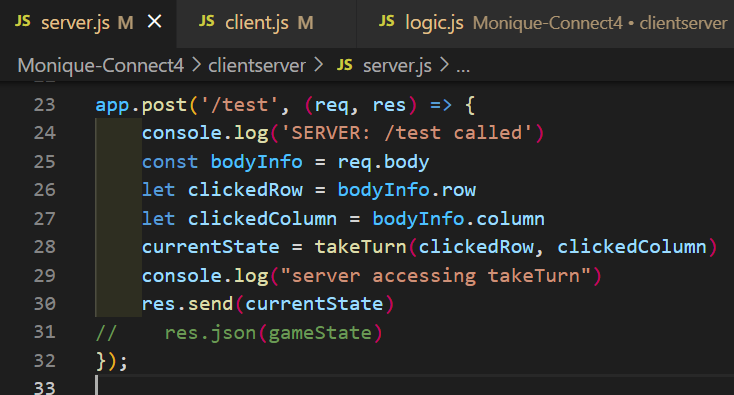 JS server.js M × JS client.js M JS logic.js Monique-Connect4 • clientserver
Monique-Connect4 > clientserver > JS server.js > ...
23 app.post('/test', (req, res) => {
24     console.log('SERVER: /test called')
25     const bodyInfo = req.body
26     let clickedRow = bodyInfo.row
27     let clickedColumn = bodyInfo.column
28     currentState = takeTurn(clickedRow, clickedColumn)
29     console.log("server accessing takeTurn")
30     res.send(currentState)
31 //    res.json(gameState)
32 });
33